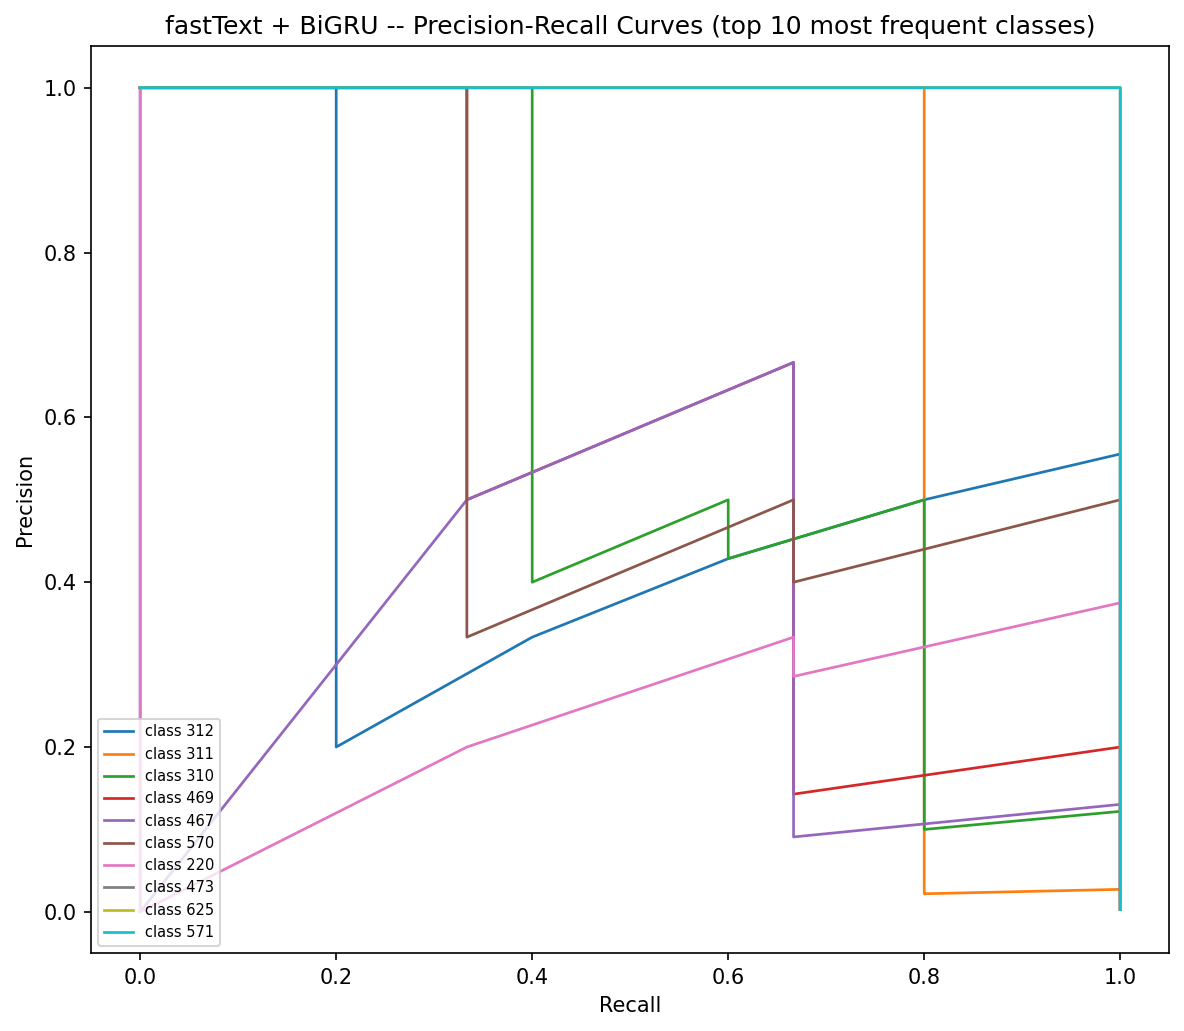 fastText + BiGRU -- Precision-Recall Curves (top 10 most frequent classes)
1.0
0.8
0.6
0.4
0.2
0.0
Precision
class 312
class 311
class 310
class 469
class 467
class 570
class 220
class 473
class 625
class 571
0.0 0.2 0.4 0.6 0.8 1.0
Recall